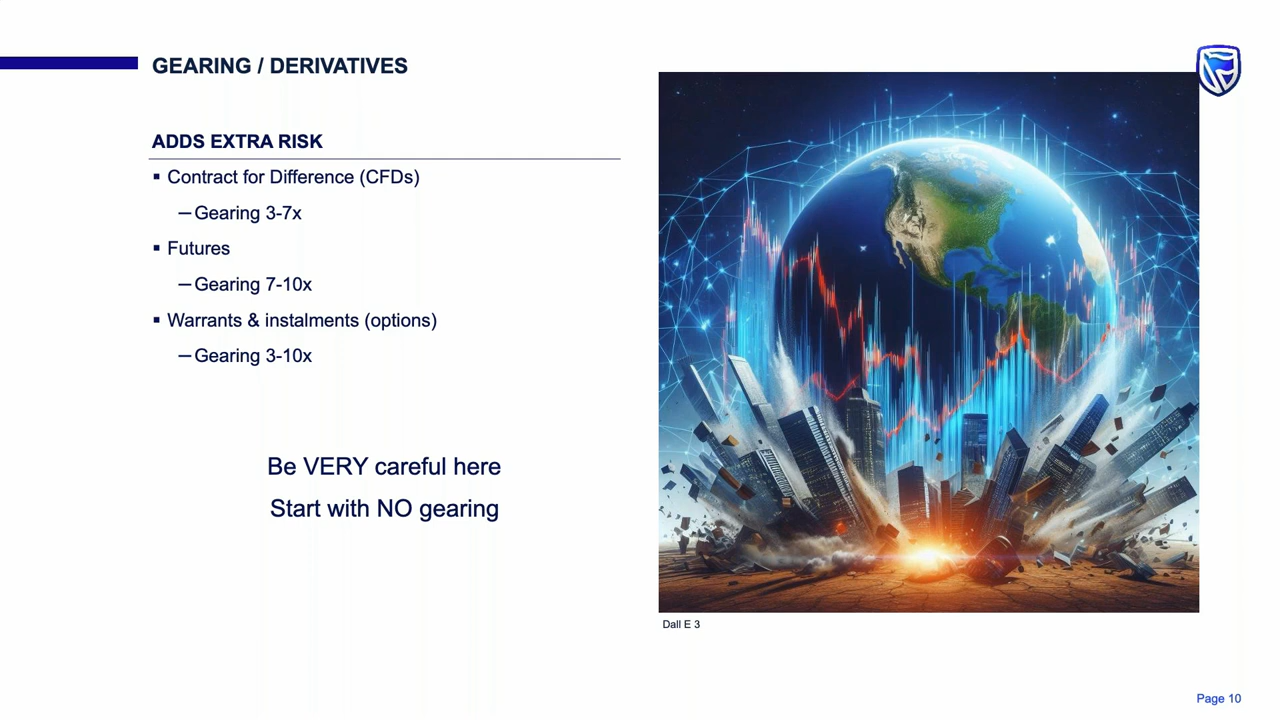 GEARING / DERIVATIVES
ADDS EXTRA RISK
▪ Contract for Difference (CFDs)
– Gearing 3-7x
▪ Futures
– Gearing 7-10x
▪ Warrants & instalments (options)
– Gearing 3-10x
Be VERY careful here
Start with NO gearing
Dall E 3
Page 10